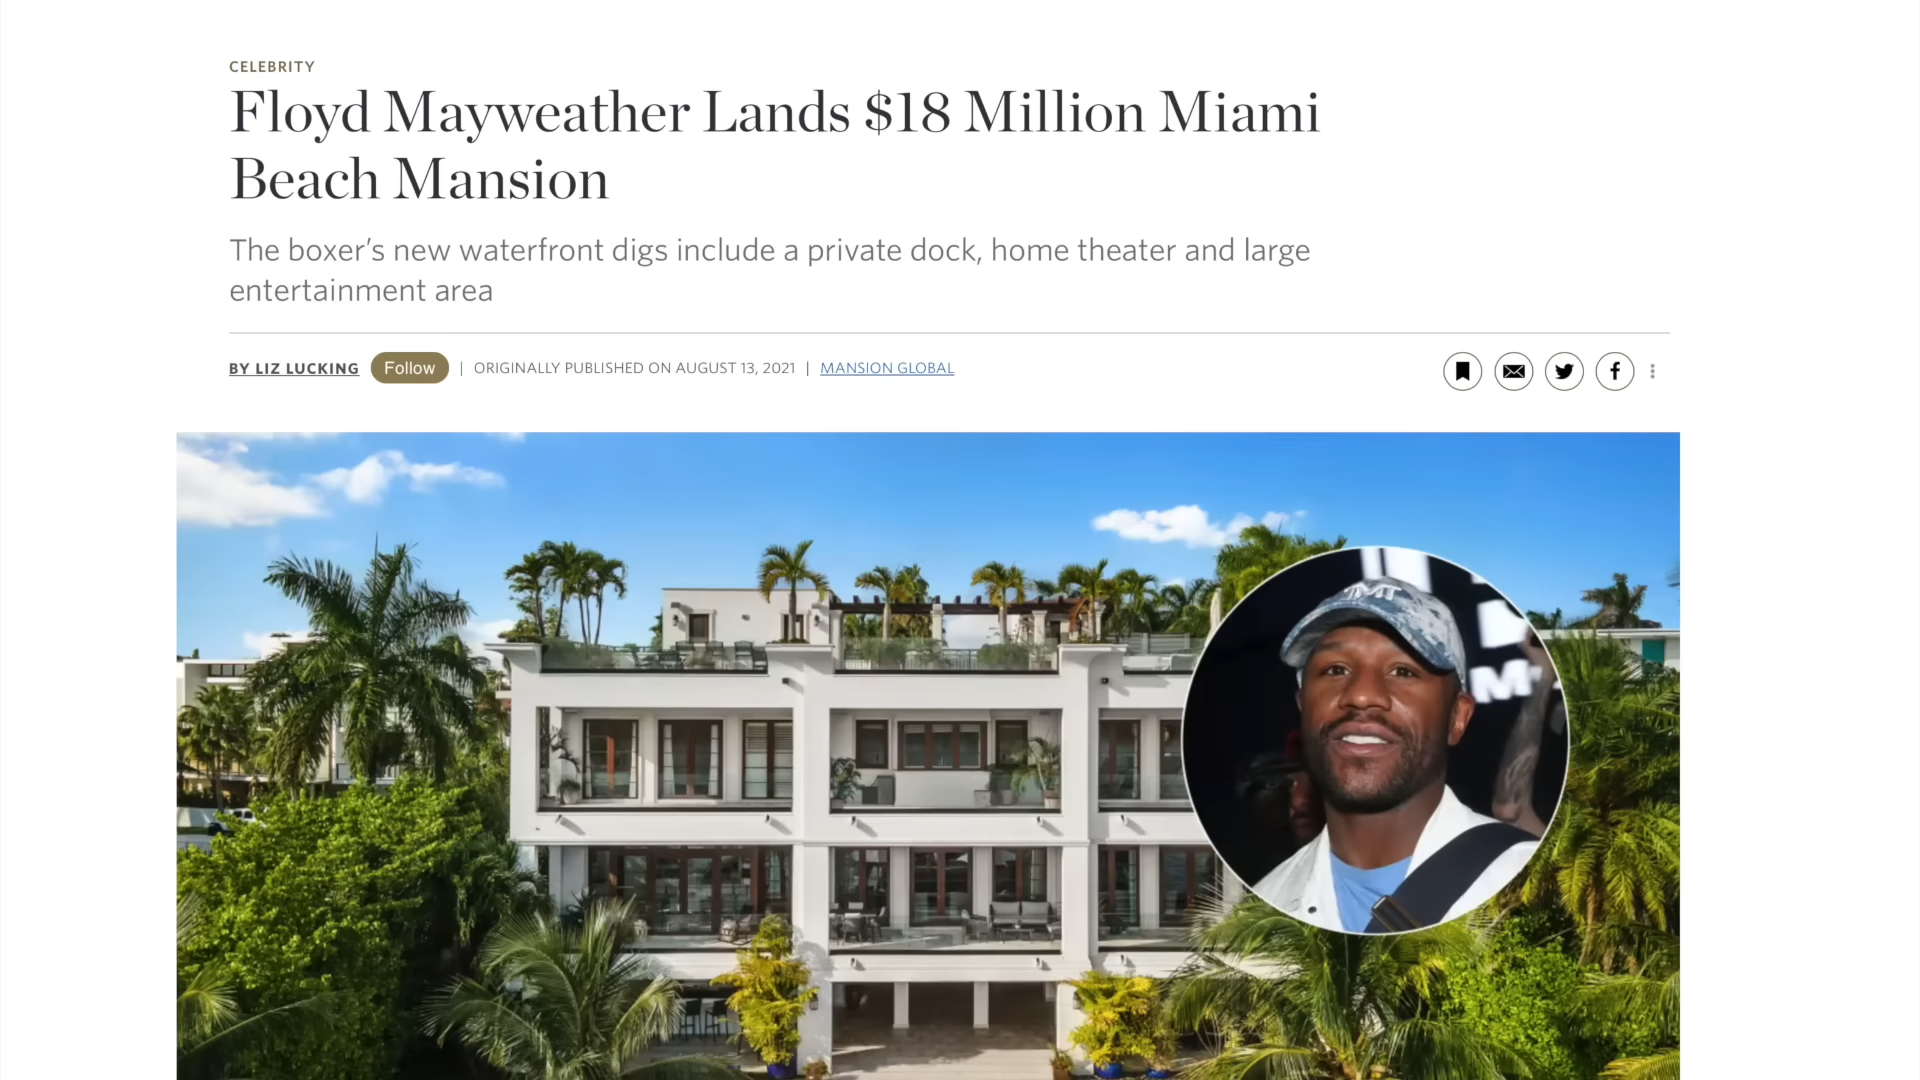 CELEBRITY
Floyd Mayweather Lands $18 Million Miami
Beach Mansion
The boxer’s new waterfront digs include a private dock, home theater and large
entertainment area
BY LIZ LUCKING Follow | ORIGINALLY PUBLISHED ON AUGUST 13, 2021 | MANSION GLOBAL
TMT
M